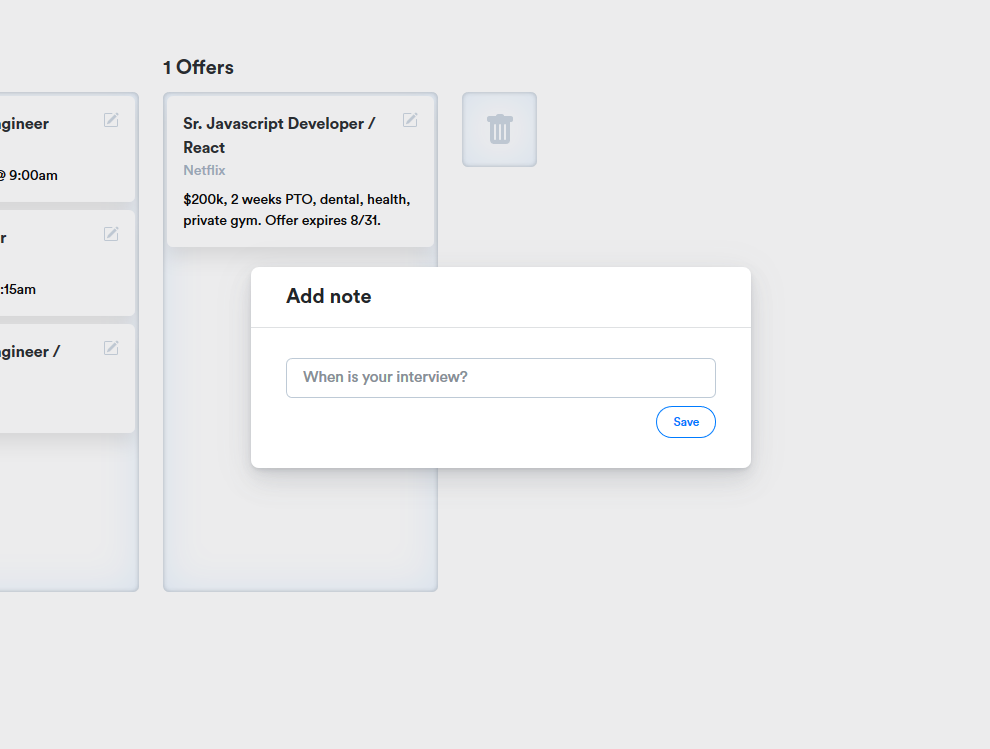 1 Offers
gineer
@ 9:00am
r
:15am
gineer /
Sr. Javascript Developer /
React
Netflix
$200k, 2 weeks PTO, dental, health,
private gym. Offer expires 8/31.
Add note
When is your interview?
Save